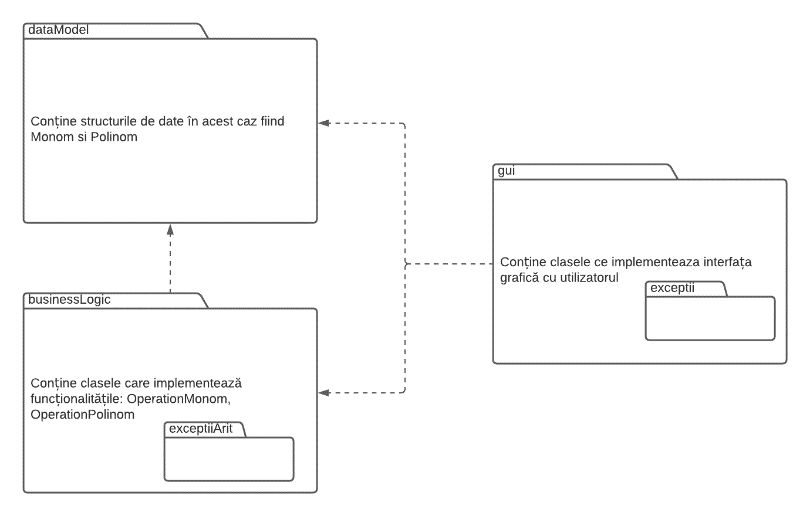 dataModel
Conține structurile de date în acest caz fiind
Monom si Polinom
gui
Conține clasele ce implementeaza interfața
grafică cu utilizatorul
exceptii
businessLogic
Conține clasele care implementează
funcționalitățile: OperationMonom,
OperationPolinom
exceptiiArit